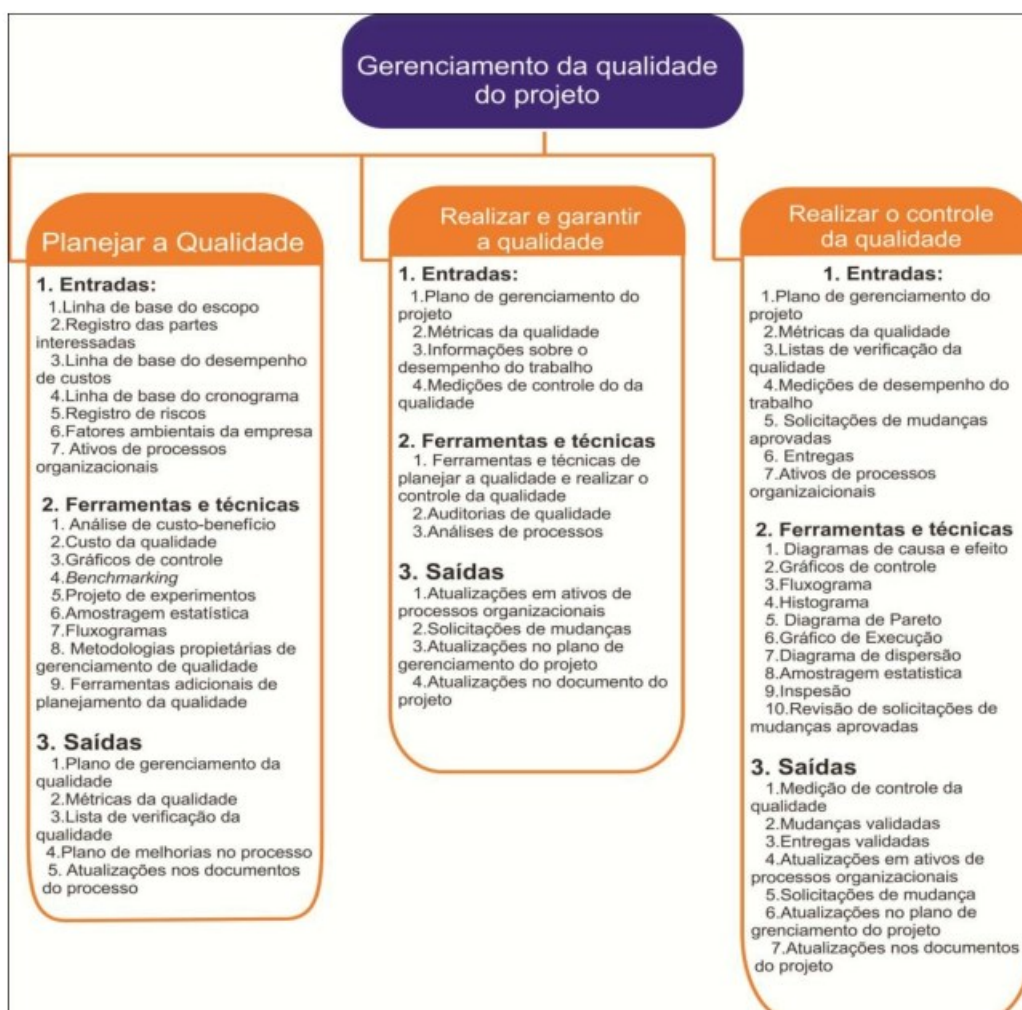 Gerenciamento da qualidade
do projeto
Planejar a Qualidade
1. Entradas:
1.Linha de base do escopo
2.Registro das partes
interessadas
3.Linha de base do desempenho
de custos
4.Linha de base do cronograma
5.Registro de riscos
6.Fatores ambientais da empresa
7. Ativos de processos
organizacionais
2. Ferramentas e técnicas
1. Análise de custo-benefício
2.Custo da qualidade
3.Gráficos de controle
4.Benchmarking
5.Projeto de experimentos
6.Amostragem estatística
7.Fluxogramas
8. Metodologias propietárias de
gerenciamento de qualidade
9. Ferramentas adicionais de
planejamento da qualidade
3. Saídas
1.Plano de gerenciamento da
qualidade
2.Métricas da qualidade
3.Lista de verificação da
qualidade
4.Plano de melhorias no processo
5. Atualizações nos documentos
do processo
Realizar e garantir
a qualidade
1. Entradas:
1.Plano de gerenciamento do
projeto
2.Métricas da qualidade
3.Informações sobre o
desempenho do trabalho
4.Medições de controle do da
qualidade
2. Ferramentas e técnicas
1. Ferramentas e técnicas de
planejar a qualidade e realizar o
controle da qualidade
2.Auditorias de qualidade
3.Análises de processos
3. Saídas
1.Atualizações em ativos de
processos organizacionais
2.Solicitações de mudanças
3.Atualizações no plano de
gerenciamento do projeto
4.Atualizações no documento do
projeto
Realizar o controle
da qualidade
1. Entradas:
1.Plano de gerenciamento do
projeto
2.Métricas da qualidade
3.Listas de verificação da
qualidade
4.Medições de desempenho do
trabalho
5. Solicitações de mudanças
aprovadas
6. Entregas
7.Ativos de processos
organizaicionais
2. Ferramentas e técnicas
1. Diagramas de causa e efeito
2.Gráficos de controle
3.Fluxograma
4.Histograma
5. Diagrama de Pareto
6.Gráfico de Execução
7.Diagrama de dispersão
8.Amostragem estatistica
9.Inspesão
10.Revisão de solicitações de
mudanças aprovadas
3. Saídas
1.Medição de controle da
qualidade
2.Mudanças validadas
3.Entregas validadas
4.Atualizações em ativos de
processos organizacionais
5.Solicitações de mudança
6.Atualizações no plano de
grenciamento do projeto
7.Atualizações nos documentos
do projeto